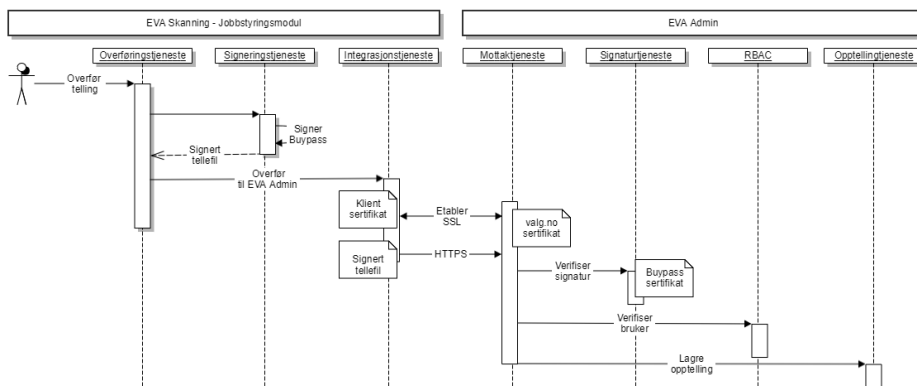 EVA Skanning - Jobbstyringsmodul
EVA Admin
Overføringstjeneste
Signeringstjeneste
Integrasjonstjeneste
Mottaktjeneste
Signaturtjeneste
RBAC
Opptellingtjeneste
Overfør
telling
Signer
Buypass
Signert
tellefil
Overfør
til EVA Admin
Klient
sertifikat
Etabler
SSL
valg.no
sertifikat
Signert
tellefil
HTTPS
Verifiser
signatur
Buypass
sertifikat
Verifiser
bruker
Lagre
opptelling